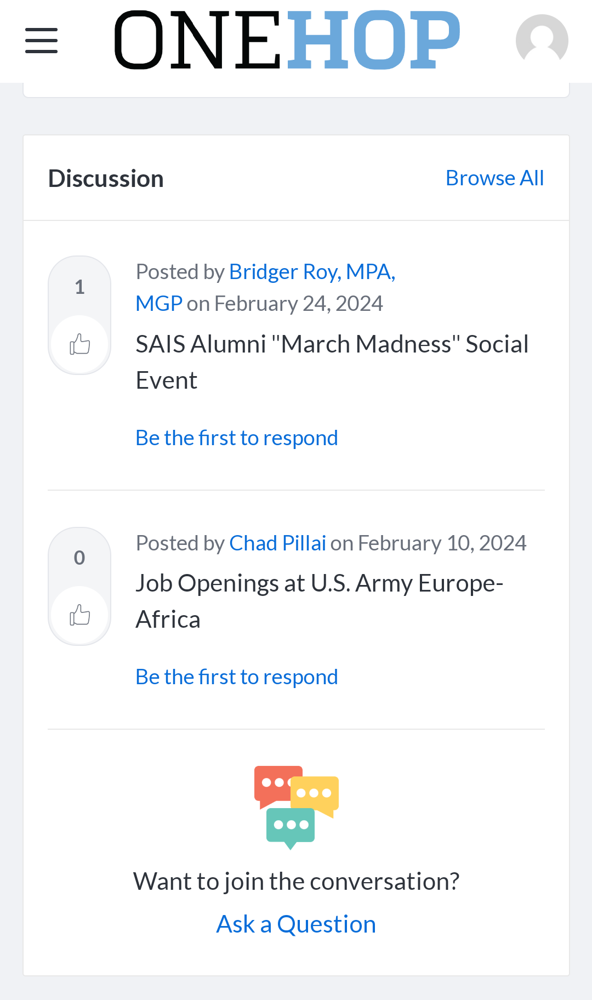 ONEHOP
Discussion
Browse All
1
Posted by Bridger Roy, MPA,
MGP on February 24, 2024
SAIS Alumni "March Madness" Social
Event
Be the first to respond
0
Posted by Chad Pillai on February 10, 2024
Job Openings at U.S. Army Europe-
Africa
Be the first to respond
Want to join the conversation?
Ask a Question